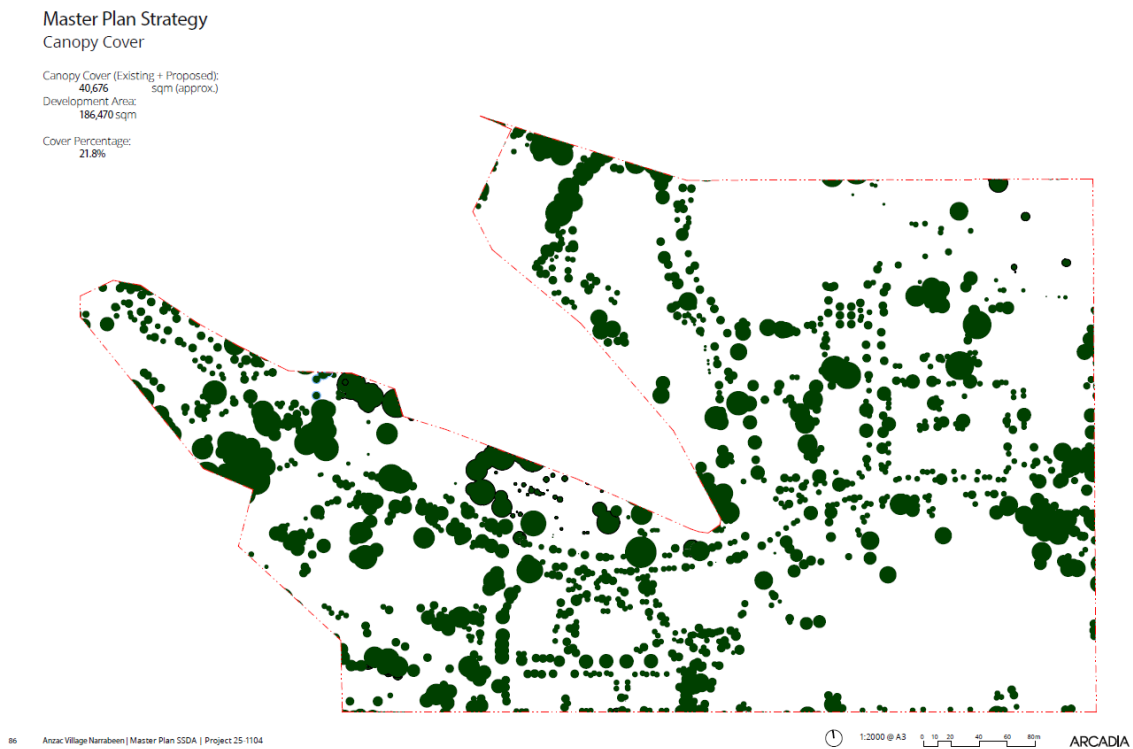 Master Plan Strategy
Canopy Cover
Canopy Cover (Existing + Proposed):
40,676 sqm (approx.)
Development Area:
186,470 sqm
Cover Percentage:
21.8%
86 Anzac Village Narrabeen | Master Plan SSDA | Project 25-1104
1:2000 @ A3 0 10 20 40 60 80m
ARCADIA